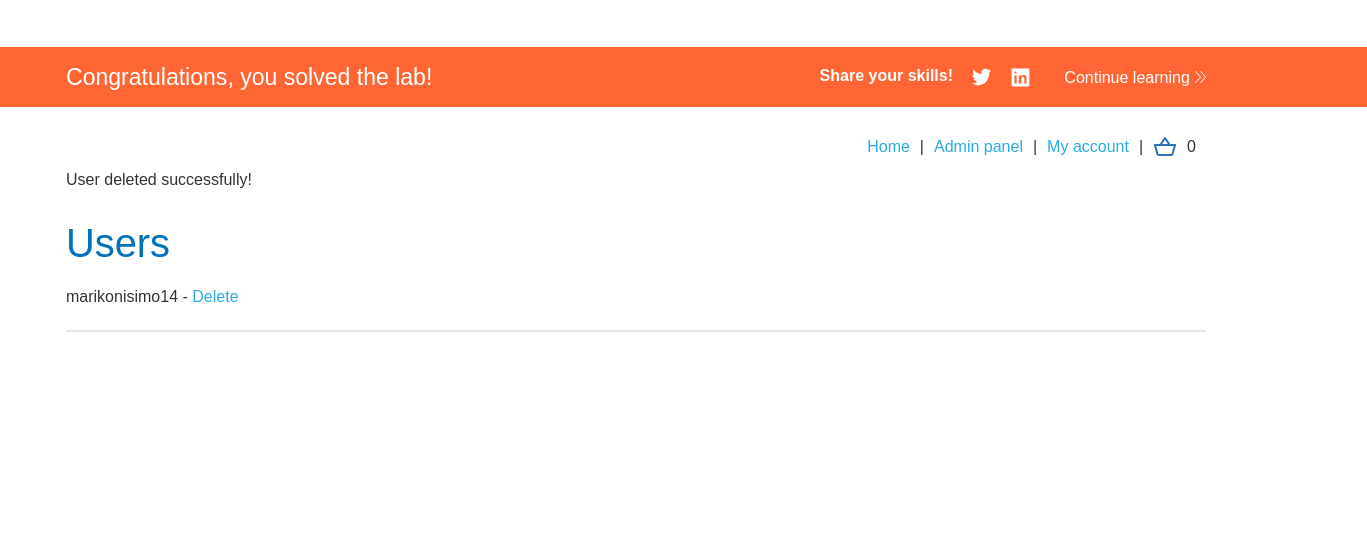 Congratulations, you solved the lab!
Share your skills!
Continue learning
Home | Admin panel | My account | 0
User deleted successfully!
Users
marikonisimo14 - Delete